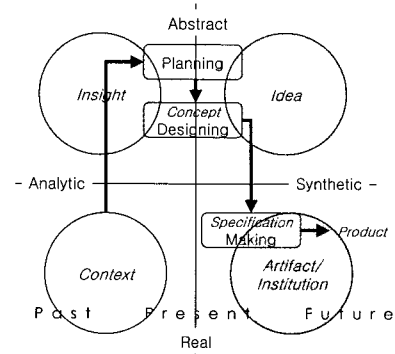 Abstract
Planning
Insight
Idea
Concept
Designing
- Analytic
Synthetic -
Specification
Making
Product
Context
Artifact/
Institution
Past Present Future
Real